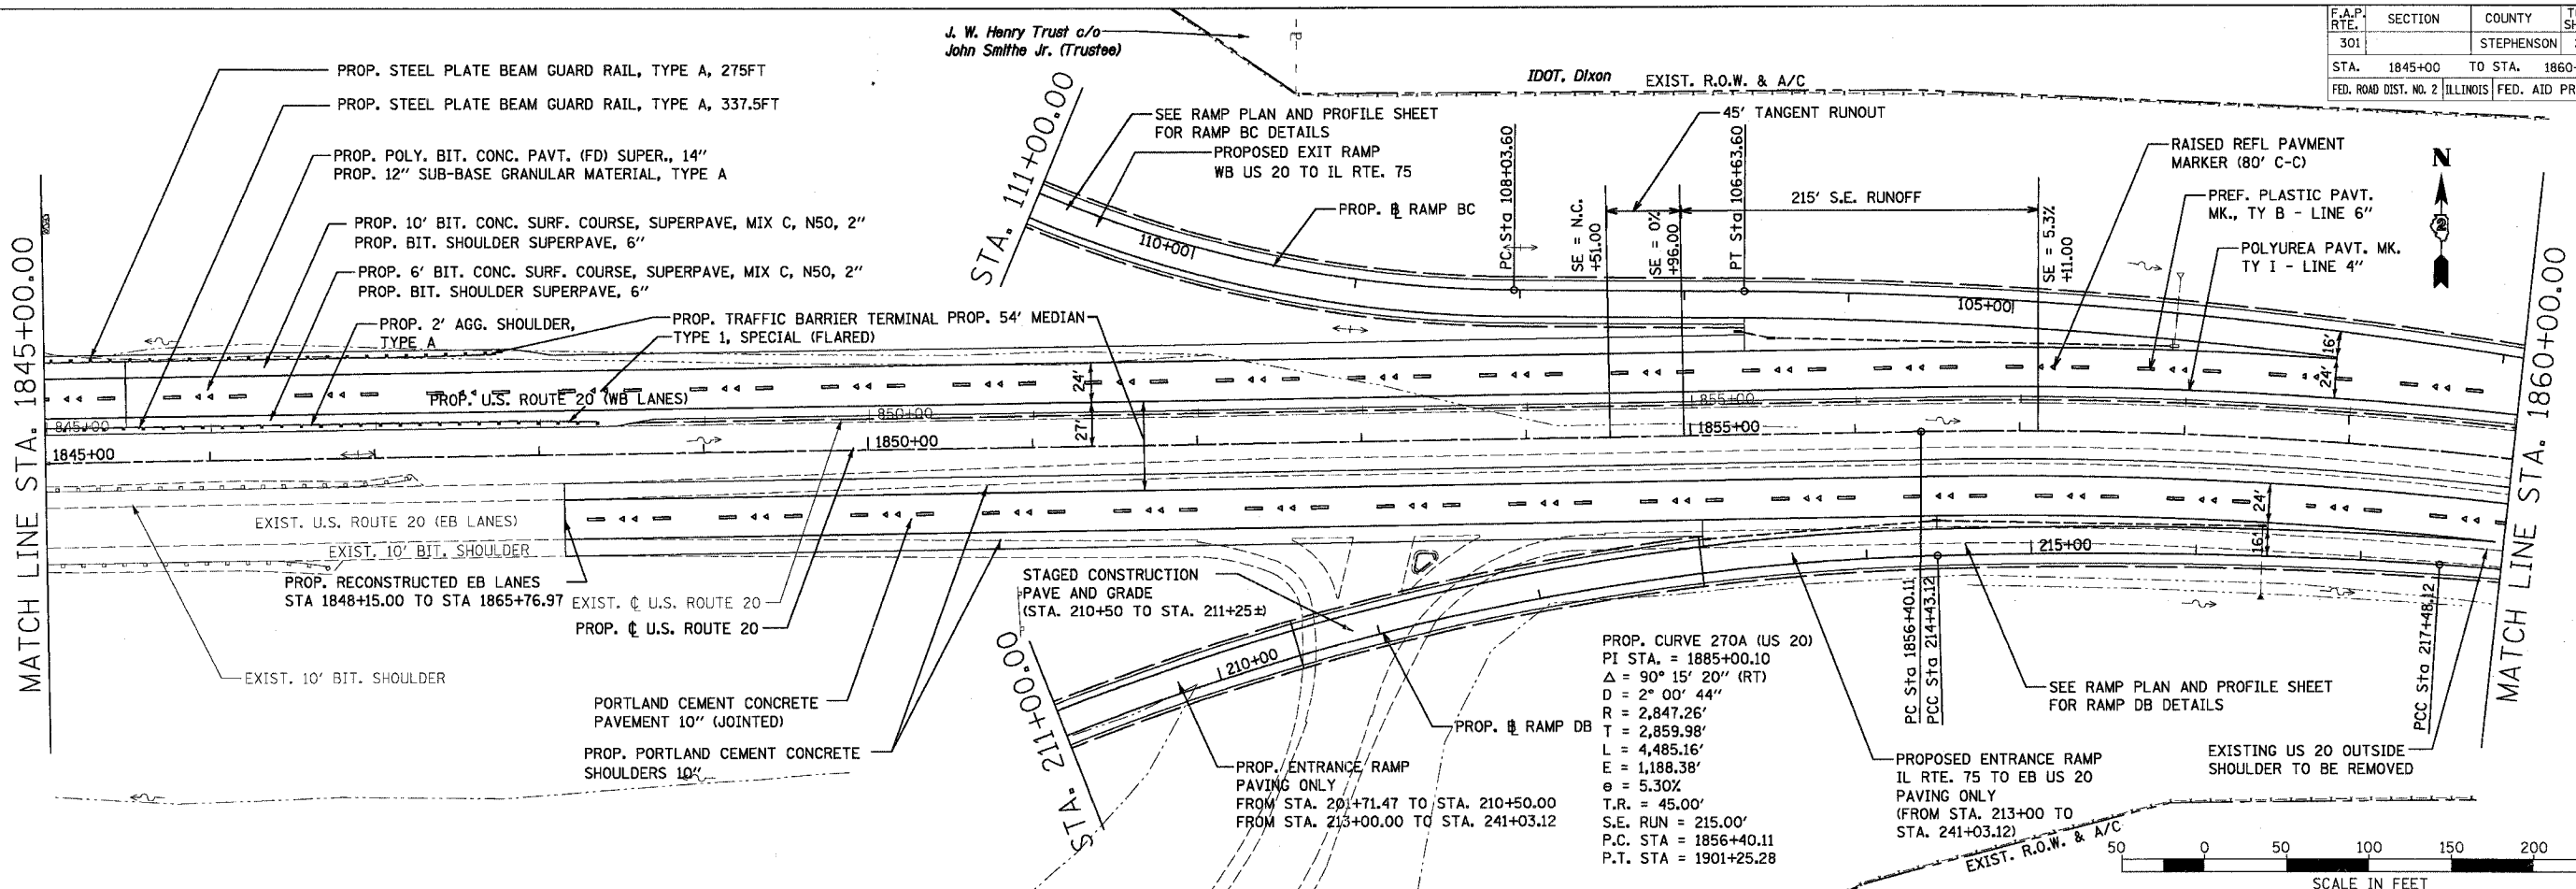 F.A.P. RTE. SECTION COUNTY
301 STEPHENSON
STA. 1845+00 TO STA. 1860+
FED. ROAD DIST. NO. 2 ILLINOIS FED. AID PR
J. W. Henry Trust c/o
John Smithe Jr. (Trustee)
IDOT, Dixon
EXIST. R.O.W. & A/C
PROP. STEEL PLATE BEAM GUARD RAIL, TYPE A, 275FT
PROP. STEEL PLATE BEAM GUARD RAIL, TYPE A, 337.5FT
PROP. POLY. BIT. CONC. PAVT. (FD) SUPER., 14"
PROP. 12" SUB-BASE GRANULAR MATERIAL, TYPE A
PROP. 10' BIT. CONC. SURF. COURSE, SUPERPAVE, MIX C, N50, 2"
PROP. BIT. SHOULDER SUPERPAVE, 6"
PROP. 6' BIT. CONC. SURF. COURSE, SUPERPAVE, MIX C, N50, 2"
PROP. BIT. SHOULDER SUPERPAVE, 6"
PROP. 2' AGG. SHOULDER,
TYPE A
PROP. TRAFFIC BARRIER TERMINAL
TYPE 1, SPECIAL (FLARED)
PROP. 54' MEDIAN
STA. 111+00.00
SEE RAMP PLAN AND PROFILE SHEET
FOR RAMP BC DETAILS
PROPOSED EXIT RAMP
WB US 20 TO IL RTE. 75
PROP. ⅊ RAMP BC
110+00
PC Sta 108+03.60
45' TANGENT RUNOUT
SE = N.C.
+51.00
SE = 0%
+96.00
PT Sta 106+63.60
215' S.E. RUNOFF
SE = 5.3%
+11.00
105+00
RAISED REFL PAVMENT
MARKER (80' C-C)
PREF. PLASTIC PAVT.
MK., TY B - LINE 6"
POLYUREA PAVT. MK.
TY I - LINE 4"
N
16'
24'
24'
27'
MATCH LINE STA. 1845+00.00
MATCH LINE STA. 1860+00.00
PROP. U.S. ROUTE 20 (WB LANES)
845+00
850+00
1855+00
1845+00
1850+00
1855+00
EXIST. U.S. ROUTE 20 (EB LANES)
EXIST. 10' BIT. SHOULDER
24'
16'
PROP. RECONSTRUCTED EB LANES
STA 1848+15.00 TO STA 1865+76.97
EXIST. ℄ U.S. ROUTE 20
PROP. ℄ U.S. ROUTE 20
EXIST. 10' BIT. SHOULDER
PORTLAND CEMENT CONCRETE
PAVEMENT 10" (JOINTED)
PROP. PORTLAND CEMENT CONCRETE
SHOULDERS 10"
STAGED CONSTRUCTION
PAVE AND GRADE
(STA. 210+50 TO STA. 211+25±)
STA. 211+00.00
210+00
215+00
PROP. ⅊ RAMP DB
PROP. ENTRANCE RAMP
PAVING ONLY
FROM STA. 201+71.47 TO STA. 210+50.00
FROM STA. 213+00.00 TO STA. 241+03.12
PROP. CURVE 270A (US 20)
PI STA. = 1885+00.10
Δ = 90° 15' 20" (RT)
D = 2° 00' 44"
R = 2,847.26'
T = 2,859.98'
L = 4,485.16'
E = 1,188.38'
e = 5.30%
T.R. = 45.00'
S.E. RUN = 215.00'
P.C. STA = 1856+40.11
P.T. STA = 1901+25.28
PC Sta 1856+40.11
PCC Sta 214+43.12
SEE RAMP PLAN AND PROFILE SHEET
FOR RAMP DB DETAILS
PROPOSED ENTRANCE RAMP
IL RTE. 75 TO EB US 20
PAVING ONLY
(FROM STA. 213+00 TO
STA. 241+03.12)
PCC Sta 217+48.12
EXISTING US 20 OUTSIDE
SHOULDER TO BE REMOVED
EXIST. R.O.W. & A/C
50 0 50 100 150 200
SCALE IN FEET